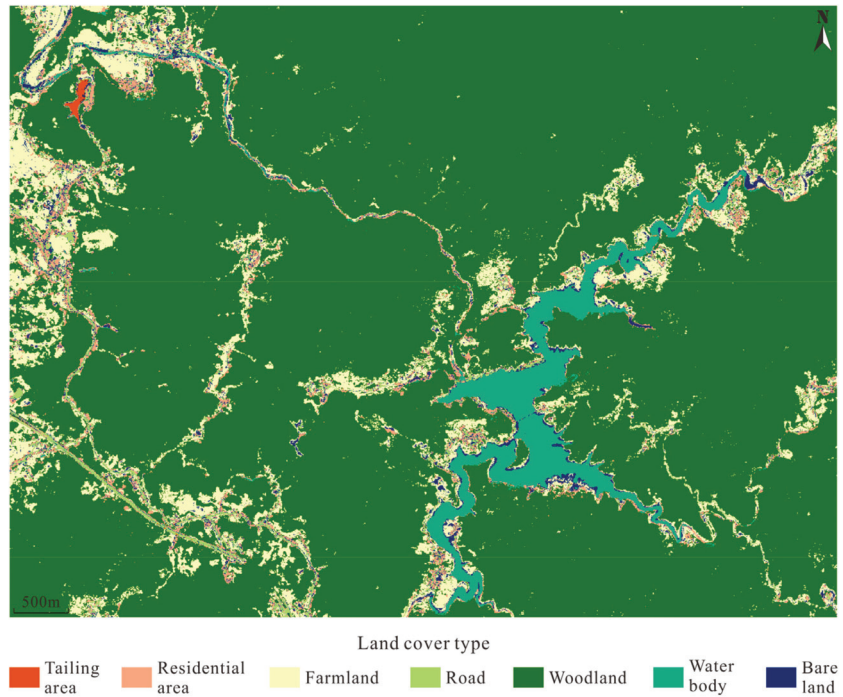 N
500m
Land cover type
Tailing area
Residential area
Farmland
Road
Woodland
Water body
Bare land